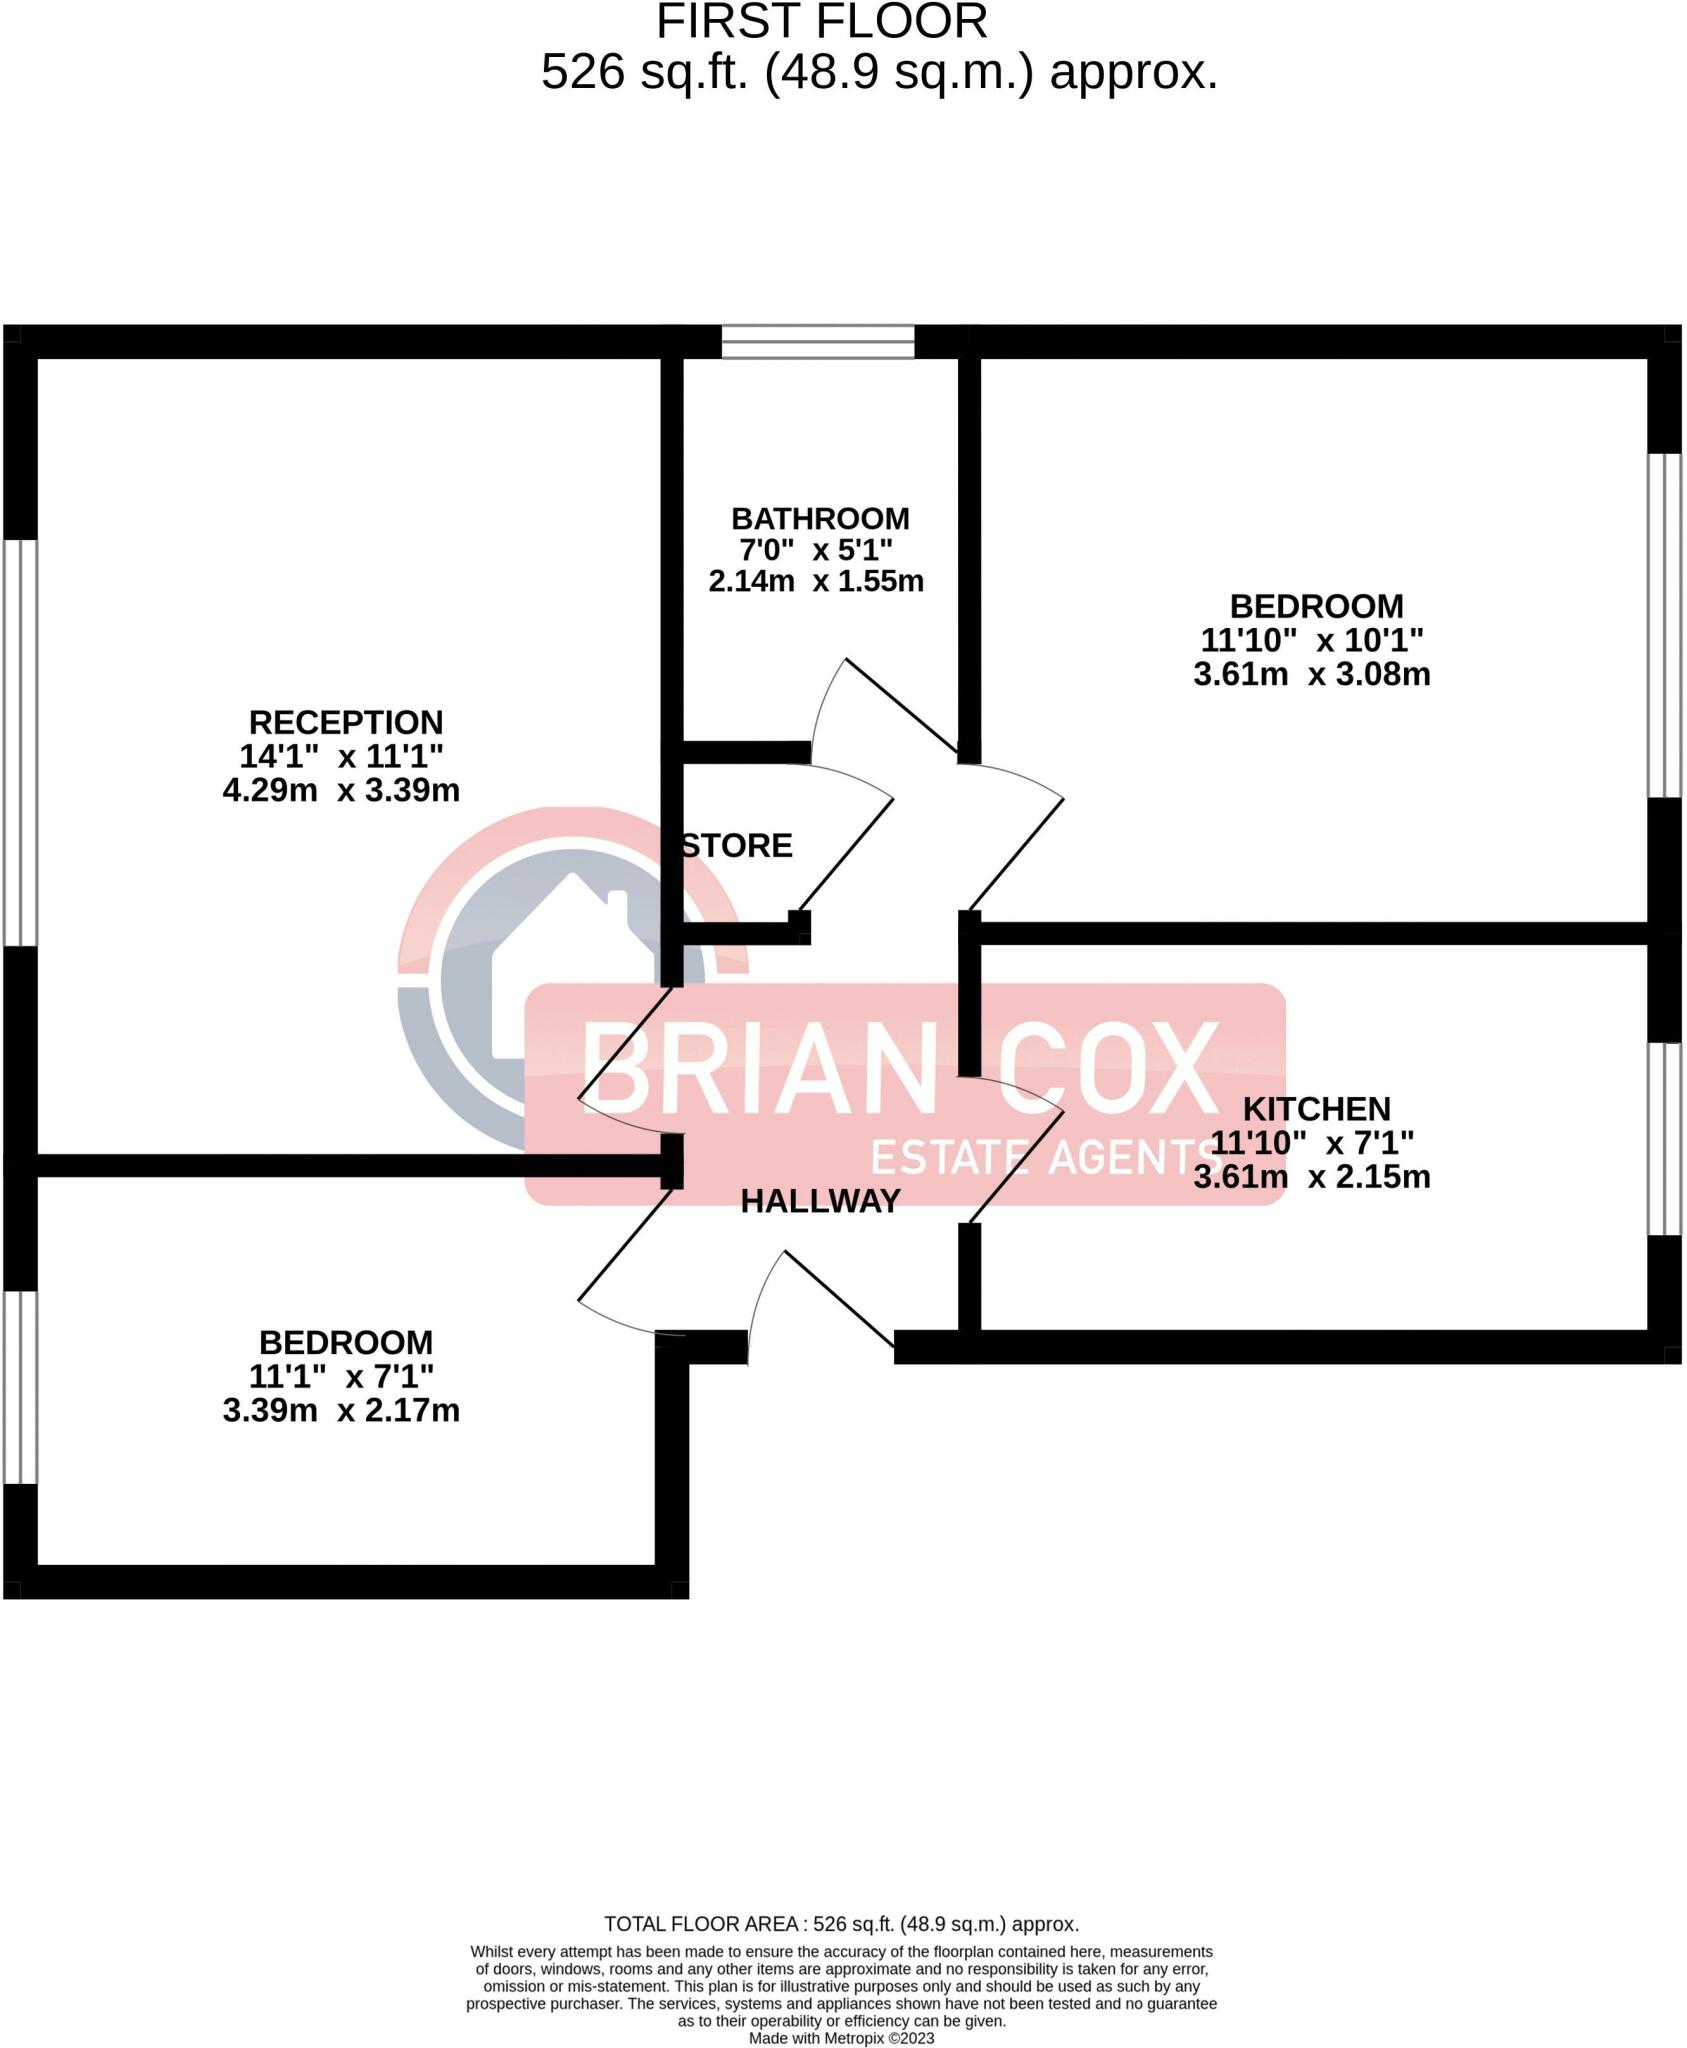 FIRST FLOOR
526 sq.ft. (48.9 sq.m.) approx.
BATHROOM
7'0" x 5'1"
2.14m x 1.55m
BEDROOM
11'10" x 10'1"
3.61m x 3.08m
RECEPTION
14'1" x 11'1"
4.29m x 3.39m
STORE
BRIAN COX
ESTATE AGENTS
KITCHEN
11'10" x 7'1"
3.61m x 2.15m
HALLWAY
BEDROOM
11'1" x 7'1"
3.39m x 2.17m
TOTAL FLOOR AREA : 526 sq.ft. (48.9 sq.m.) approx.
Whilst every attempt has been made to ensure the accuracy of the floorplan contained here, measurements
of doors, windows, rooms and any other items are approximate and no responsibility is taken for any error,
omission or mis-statement. This plan is for illustrative purposes only and should be used as such by any
prospective purchaser. The services, systems and appliances shown have not been tested and no guarantee
as to their operability or efficiency can be given.
Made with Metropix ©2023